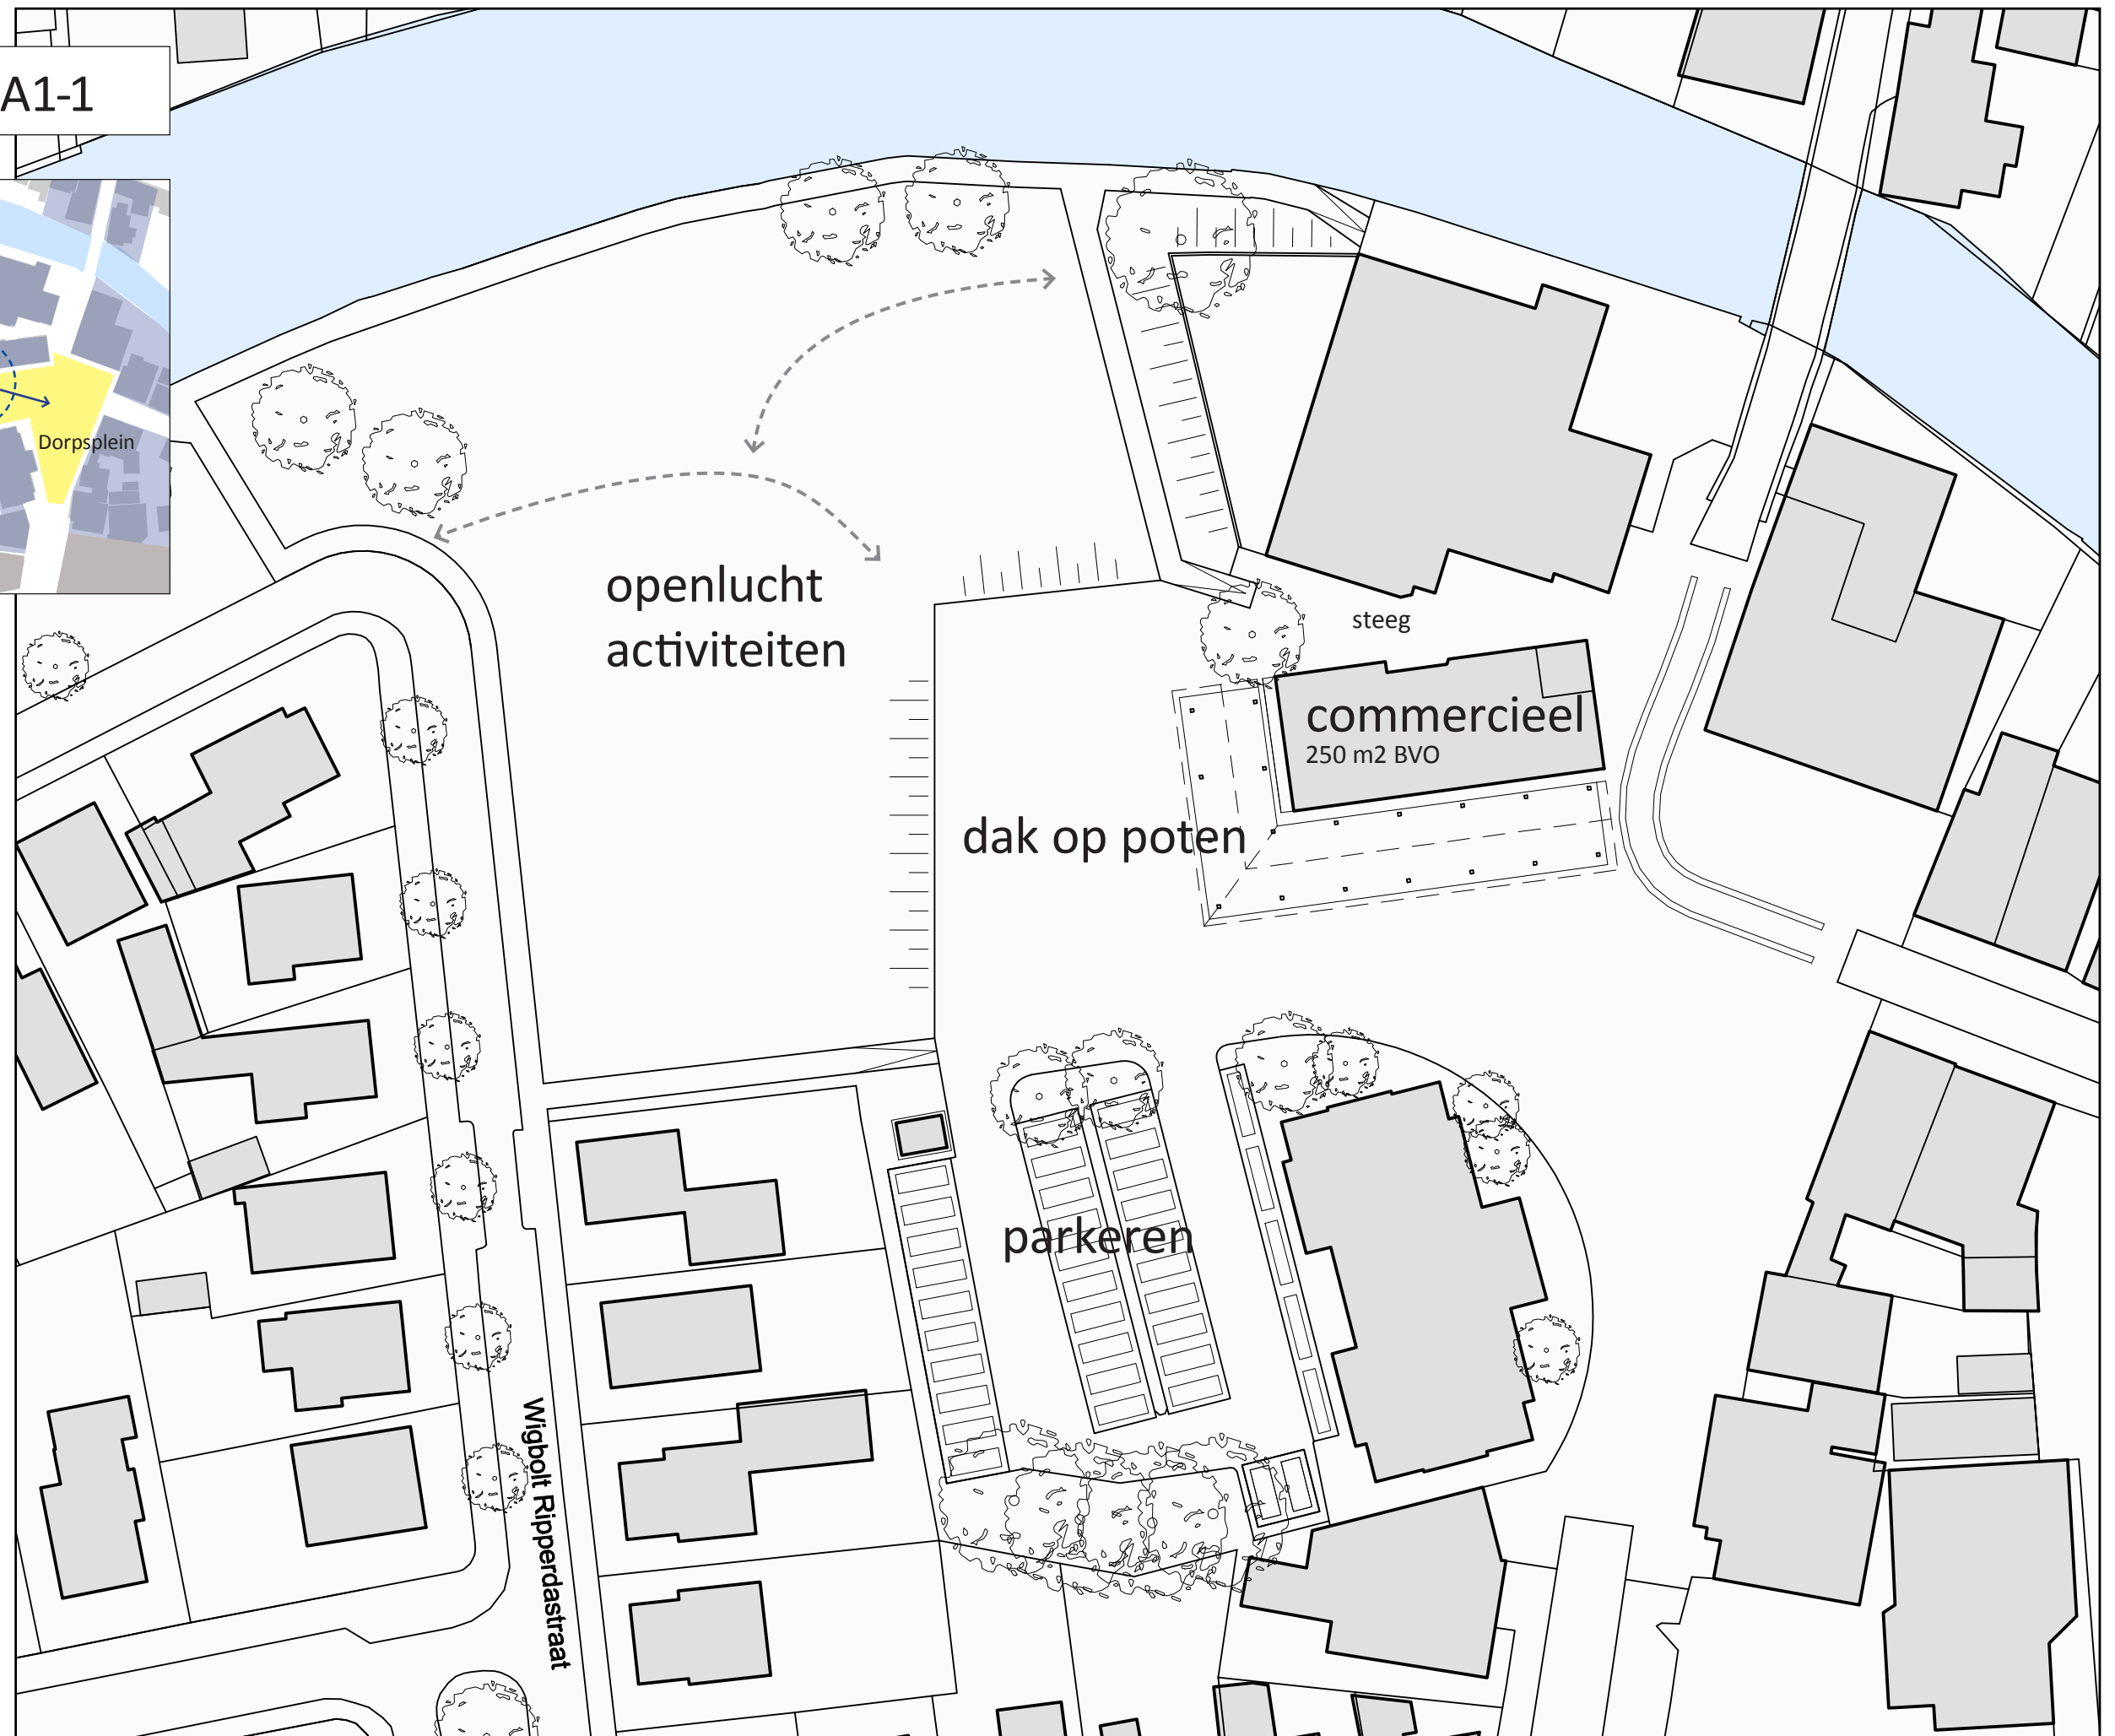 A1-1
Dorpsplein
openlucht
activiteiten
steeg
commercieel
250 m2 BVO
dak op poten
parkeren
Wigbolt Ripperdastraat